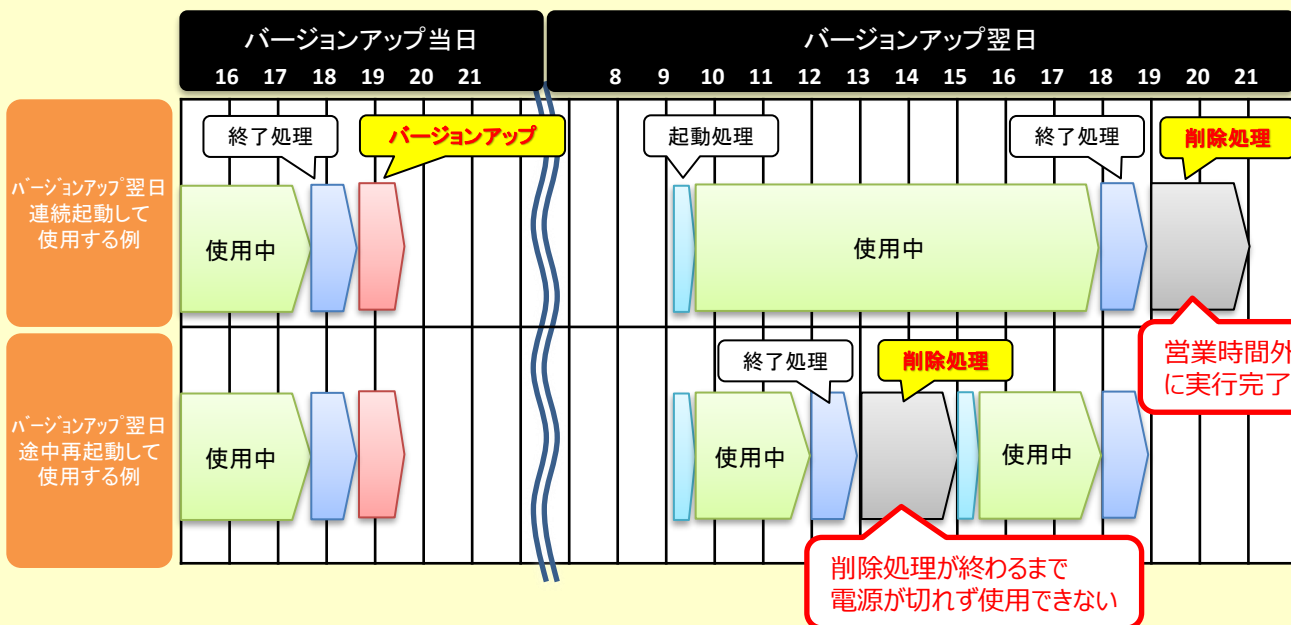 バージョンアップ当日
バージョンアップ翌日
16 17 18 19 20 21
8 9 10 11 12 13 14 15 16 17 18 19 20 21
バージョンアップ翌日
連続起動して
使用する例
終了処理
バージョンアップ
起動処理
終了処理
削除処理
使用中
使用中
営業時間外
に実行完了
バージョンアップ翌日
途中再起動して
使用する例
終了処理
削除処理
使用中
使用中
使用中
削除処理が終わるまで
電源が切れず使用できない